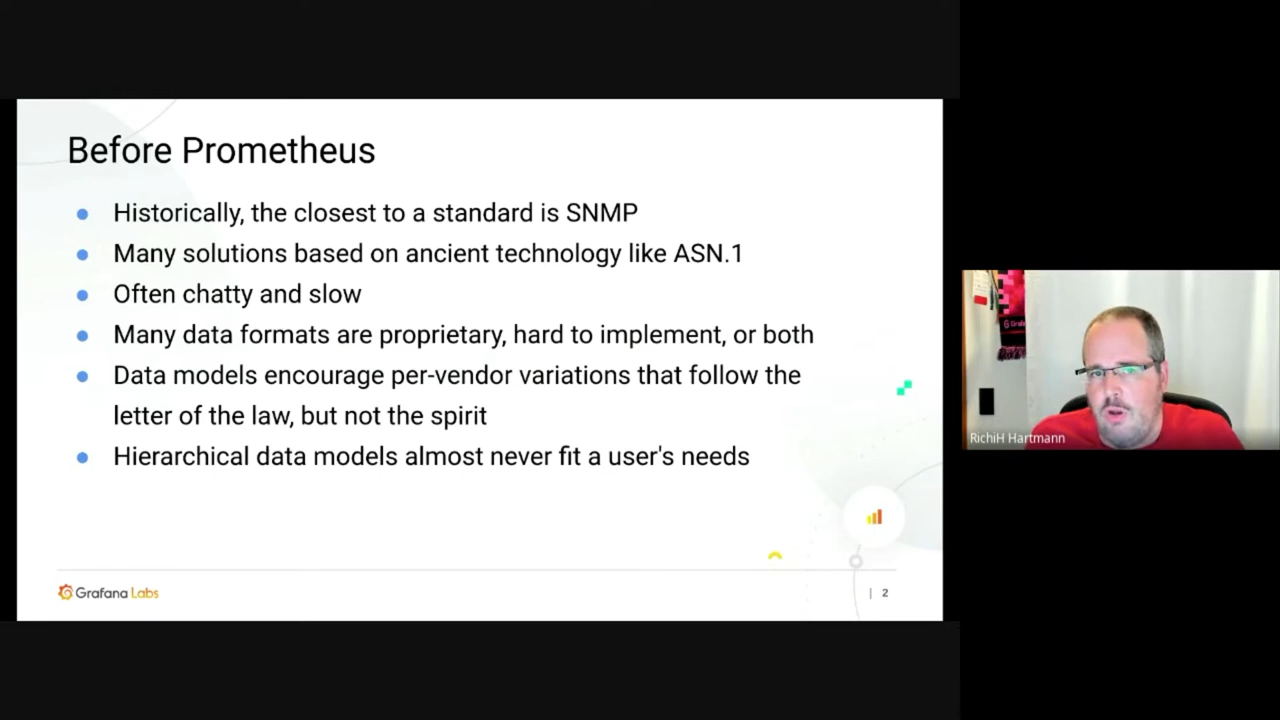 Before Prometheus
Historically, the closest to a standard is SNMP
Many solutions based on ancient technology like ASN.1
Often chatty and slow
Many data formats are proprietary, hard to implement, or both
Data models encourage per-vendor variations that follow the
letter of the law, but not the spirit
Hierarchical data models almost never fit a user's needs
Grafana Labs
| 2
RichiH Hartmann